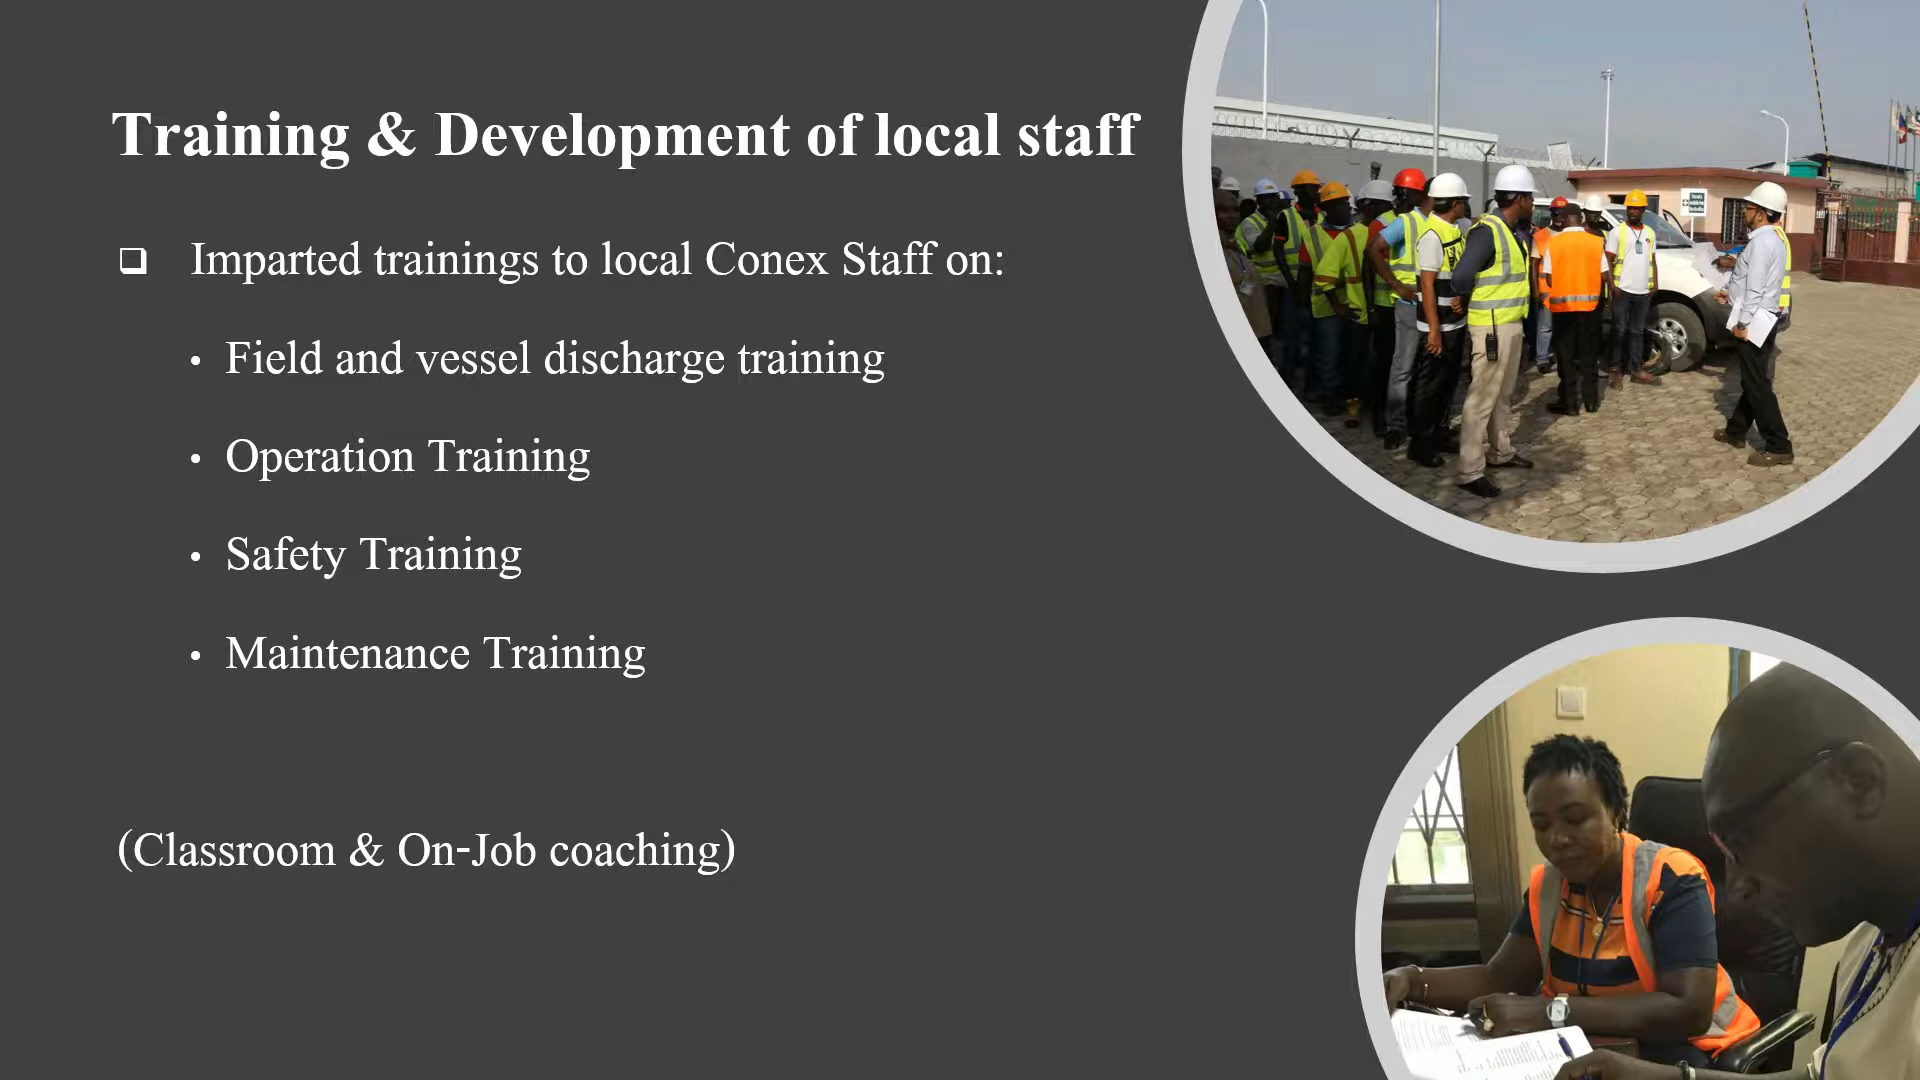 Training & Development of local staff
Imparted trainings to local Conex Staff on:
Field and vessel discharge training
Operation Training
Safety Training
Maintenance Training
(Classroom & On-Job coaching)